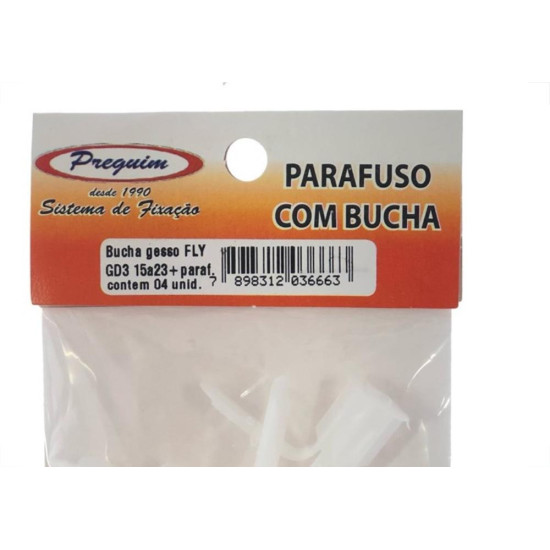 Preguim
desde 1990
Sistema de Fixação
PARAFUSO
COM BUCHA
Bucha gesso FLY
GD3 15a23+paraf.
contem 04 unid.
7 898312 036663